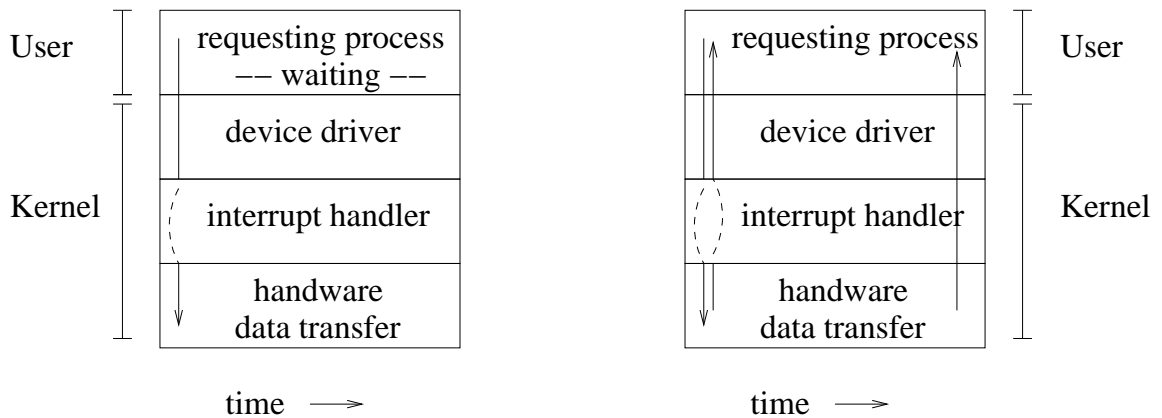 User
requesting process
−− waiting −−
device driver
Kernel
interrupt handler
handware
data transfer
time
requesting process
User
device driver
interrupt handler
Kernel
handware
data transfer
time